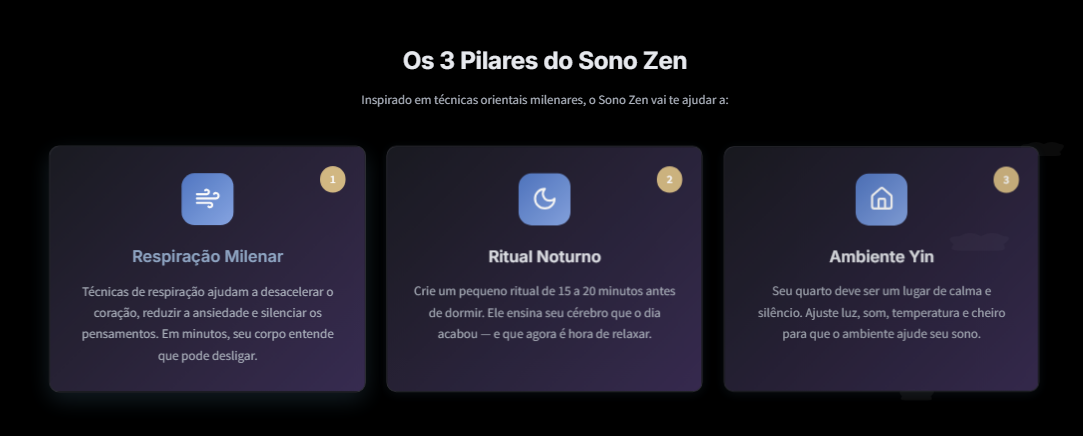 Os 3 Pilares do Sono Zen
Inspirado em técnicas orientais milenares, o Sono Zen vai te ajudar a:
1
Respiração Milenar
Técnicas de respiração ajudam a desacelerar o
coração, reduzir a ansiedade e silenciar os
pensamentos. Em minutos, seu corpo entende
que pode desligar.
2
Ritual Noturno
Crie um pequeno ritual de 15 a 20 minutos antes
de dormir. Ele ensina seu cérebro que o dia
acabou — e que agora é hora de relaxar.
3
Ambiente Yin
Seu quarto deve ser um lugar de calma e
silêncio. Ajuste luz, som, temperatura e cheiro
para que o ambiente ajude seu sono.